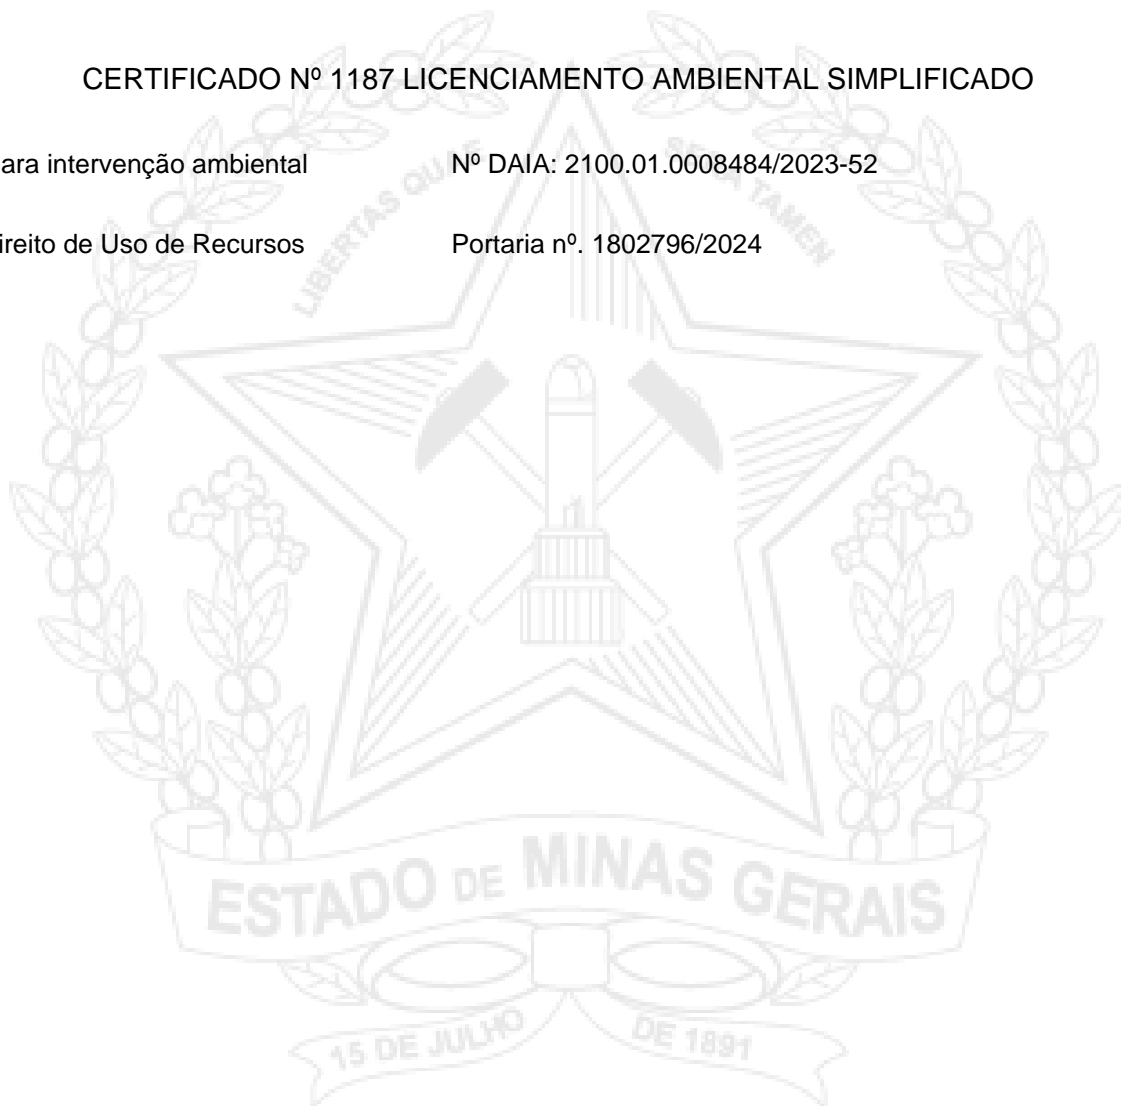 CERTIFICADO Nº 1187 LICENCIAMENTO AMBIENTAL SIMPLIFICADO
ara intervenção ambiental Nº DAIA: 2100.01.0008484/2023-52
ireito de Uso de Recursos Portaria nº. 1802796/2024
LIBERTAS QUÆ SERA TAMEN
ESTADO DE MINAS GERAIS
15 DE JULHO DE 1891